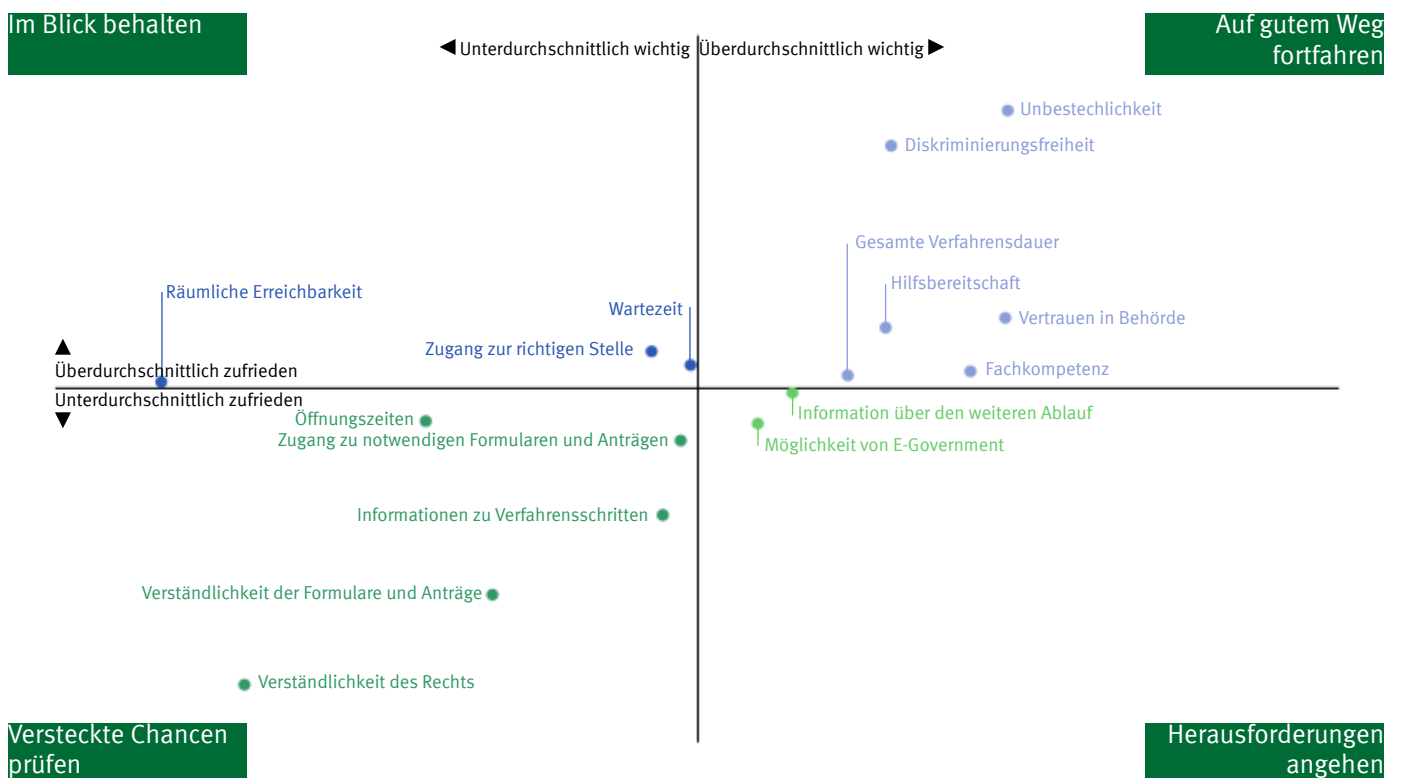 Im Blick behalten
Auf gutem Weg
fortfahren
◀ Unterdurchschnittlich wichtig
Überdurchschnittlich wichtig ▶
Unbestechlichkeit
Diskriminierungsfreiheit
Gesamte Verfahrensdauer
Hilfsbereitschaft
Räumliche Erreichbarkeit
Wartezeit
Vertrauen in Behörde
Zugang zur richtigen Stelle
▲
Überdurchschnittlich zufrieden
Fachkompetenz
Unterdurchschnittlich zufrieden
▼
Öffnungszeiten
Information über den weiteren Ablauf
Zugang zu notwendigen Formularen und Anträgen
Möglichkeit von E-Government
Informationen zu Verfahrensschritten
Verständlichkeit der Formulare und Anträge
Verständlichkeit des Rechts
Versteckte Chancen
prüfen
Herausforderungen
angehen